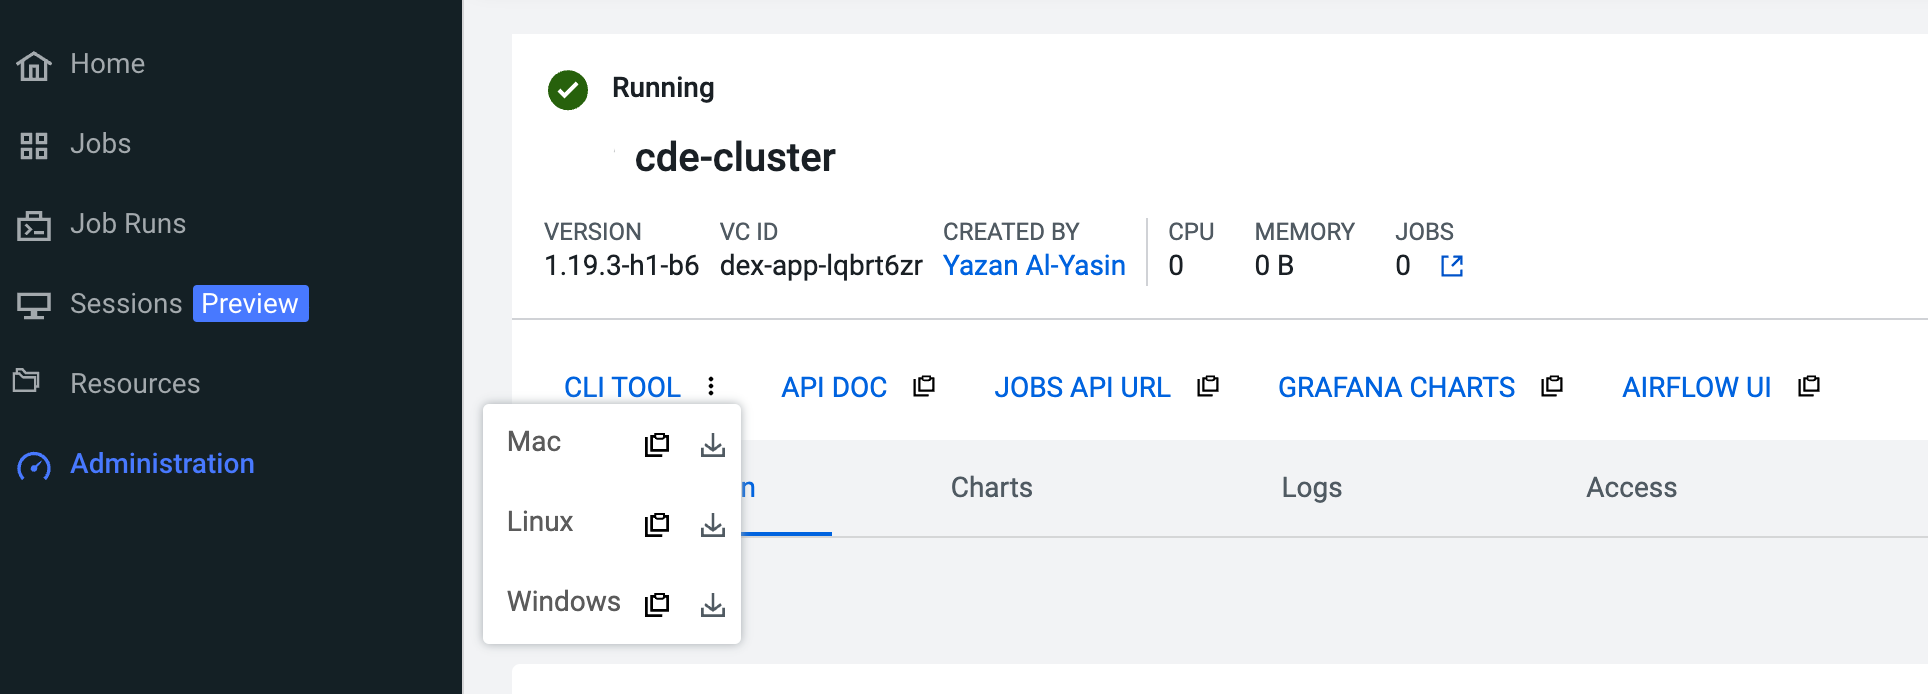 Home
Jobs
Job Runs
Sessions Preview
Resources
Administration
Running
cde-cluster
VERSION VC ID CREATED BY CPU MEMORY JOBS
1.19.3-h1-b6 dex-app-lqbrt6zr Yazan Al-Yasin 0 0 B 0
CLI TOOL API DOC JOBS API URL GRAFANA CHARTS AIRFLOW UI
Mac
Linux
Windows
n Charts Logs Access